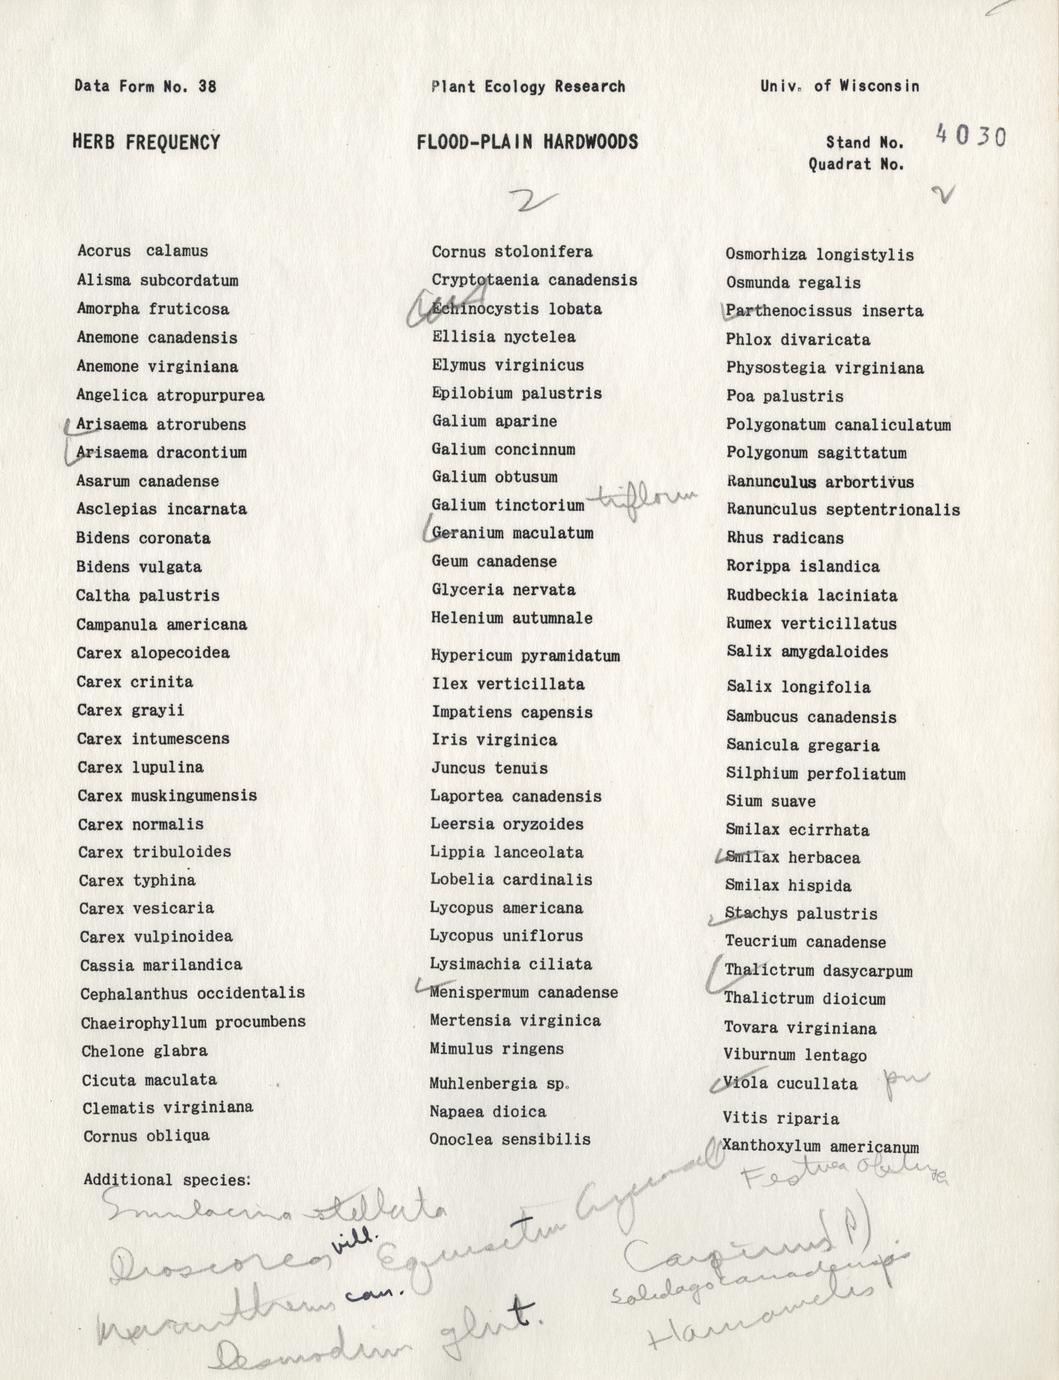 Data Form No. 38
Plant Ecology Research
Univ. of Wisconsin
HERB FREQUENCY
FLOOD-PLAIN HARDWOODS
Stand No. 4030
Quadrat No.
2
2
Acorus calamus
Alisma subcordatum
Amorpha fruticosa
Anemone canadensis
Anemone virginiana
Angelica atropurpurea
Arisaema atrorubens
Arisaema dracontium
Asarum canadense
Asclepias incarnata
Bidens coronata
Bidens vulgata
Caltha palustris
Campanula americana
Carex alopecoidea
Carex crinita
Carex grayii
Carex intumescens
Carex lupulina
Carex muskingumensis
Carex normalis
Carex tribuloides
Carex typhina
Carex vesicaria
Carex vulpinoidea
Cassia marilandica
Cephalanthus occidentalis
Chaeirophyllum procumbens
Chelone glabra
Cicuta maculata
Clematis virginiana
Cornus obliqua
Cornus stolonifera
Cryptotaenia canadensis
Echinocystis lobata
Ellisia nyctelea
Elymus virginicus
Epilobium palustris
Galium aparine
Galium concinnum
Galium obtusum
Galium tinctorium triflorum
Geranium maculatum
Geum canadense
Glyceria nervata
Helenium autumnale
Hypericum pyramidatum
Ilex verticillata
Impatiens capensis
Iris virginica
Juncus tenuis
Laportea canadensis
Leersia oryzoides
Lippia lanceolata
Lobelia cardinalis
Lycopus americana
Lycopus uniflorus
Lysimachia ciliata
Menispermum canadense
Mertensia virginica
Mimulus ringens
Muhlenbergia sp.
Napaea dioica
Onoclea sensibilis
Osmorhiza longistylis
Osmunda regalis
Parthenocissus inserta
Phlox divaricata
Physostegia virginiana
Poa palustris
Polygonatum canaliculatum
Polygonum sagittatum
Ranunculus arbortivus
Ranunculus septentrionalis
Rhus radicans
Rorippa islandica
Rudbeckia laciniata
Rumex verticillatus
Salix amygdaloides
Salix longifolia
Sambucus canadensis
Sanicula gregaria
Silphium perfoliatum
Sium suave
Smilax ecirrhata
Smilax herbacea
Smilax hispida
Stachys palustris
Teucrium canadense
Thalictrum dasycarpum
Thalictrum dioicum
Tovara virginiana
Viburnum lentago
Viola cucullata
Vitis riparia
Xanthoxylum americanum
Additional species:
Festuca obtusa
Smilacina stellata
Dioscorea vill. Equisetum
Carpinus (P)
Solidago canadensis
Maianthemum can.
Hamamelis
Desmodium glut.